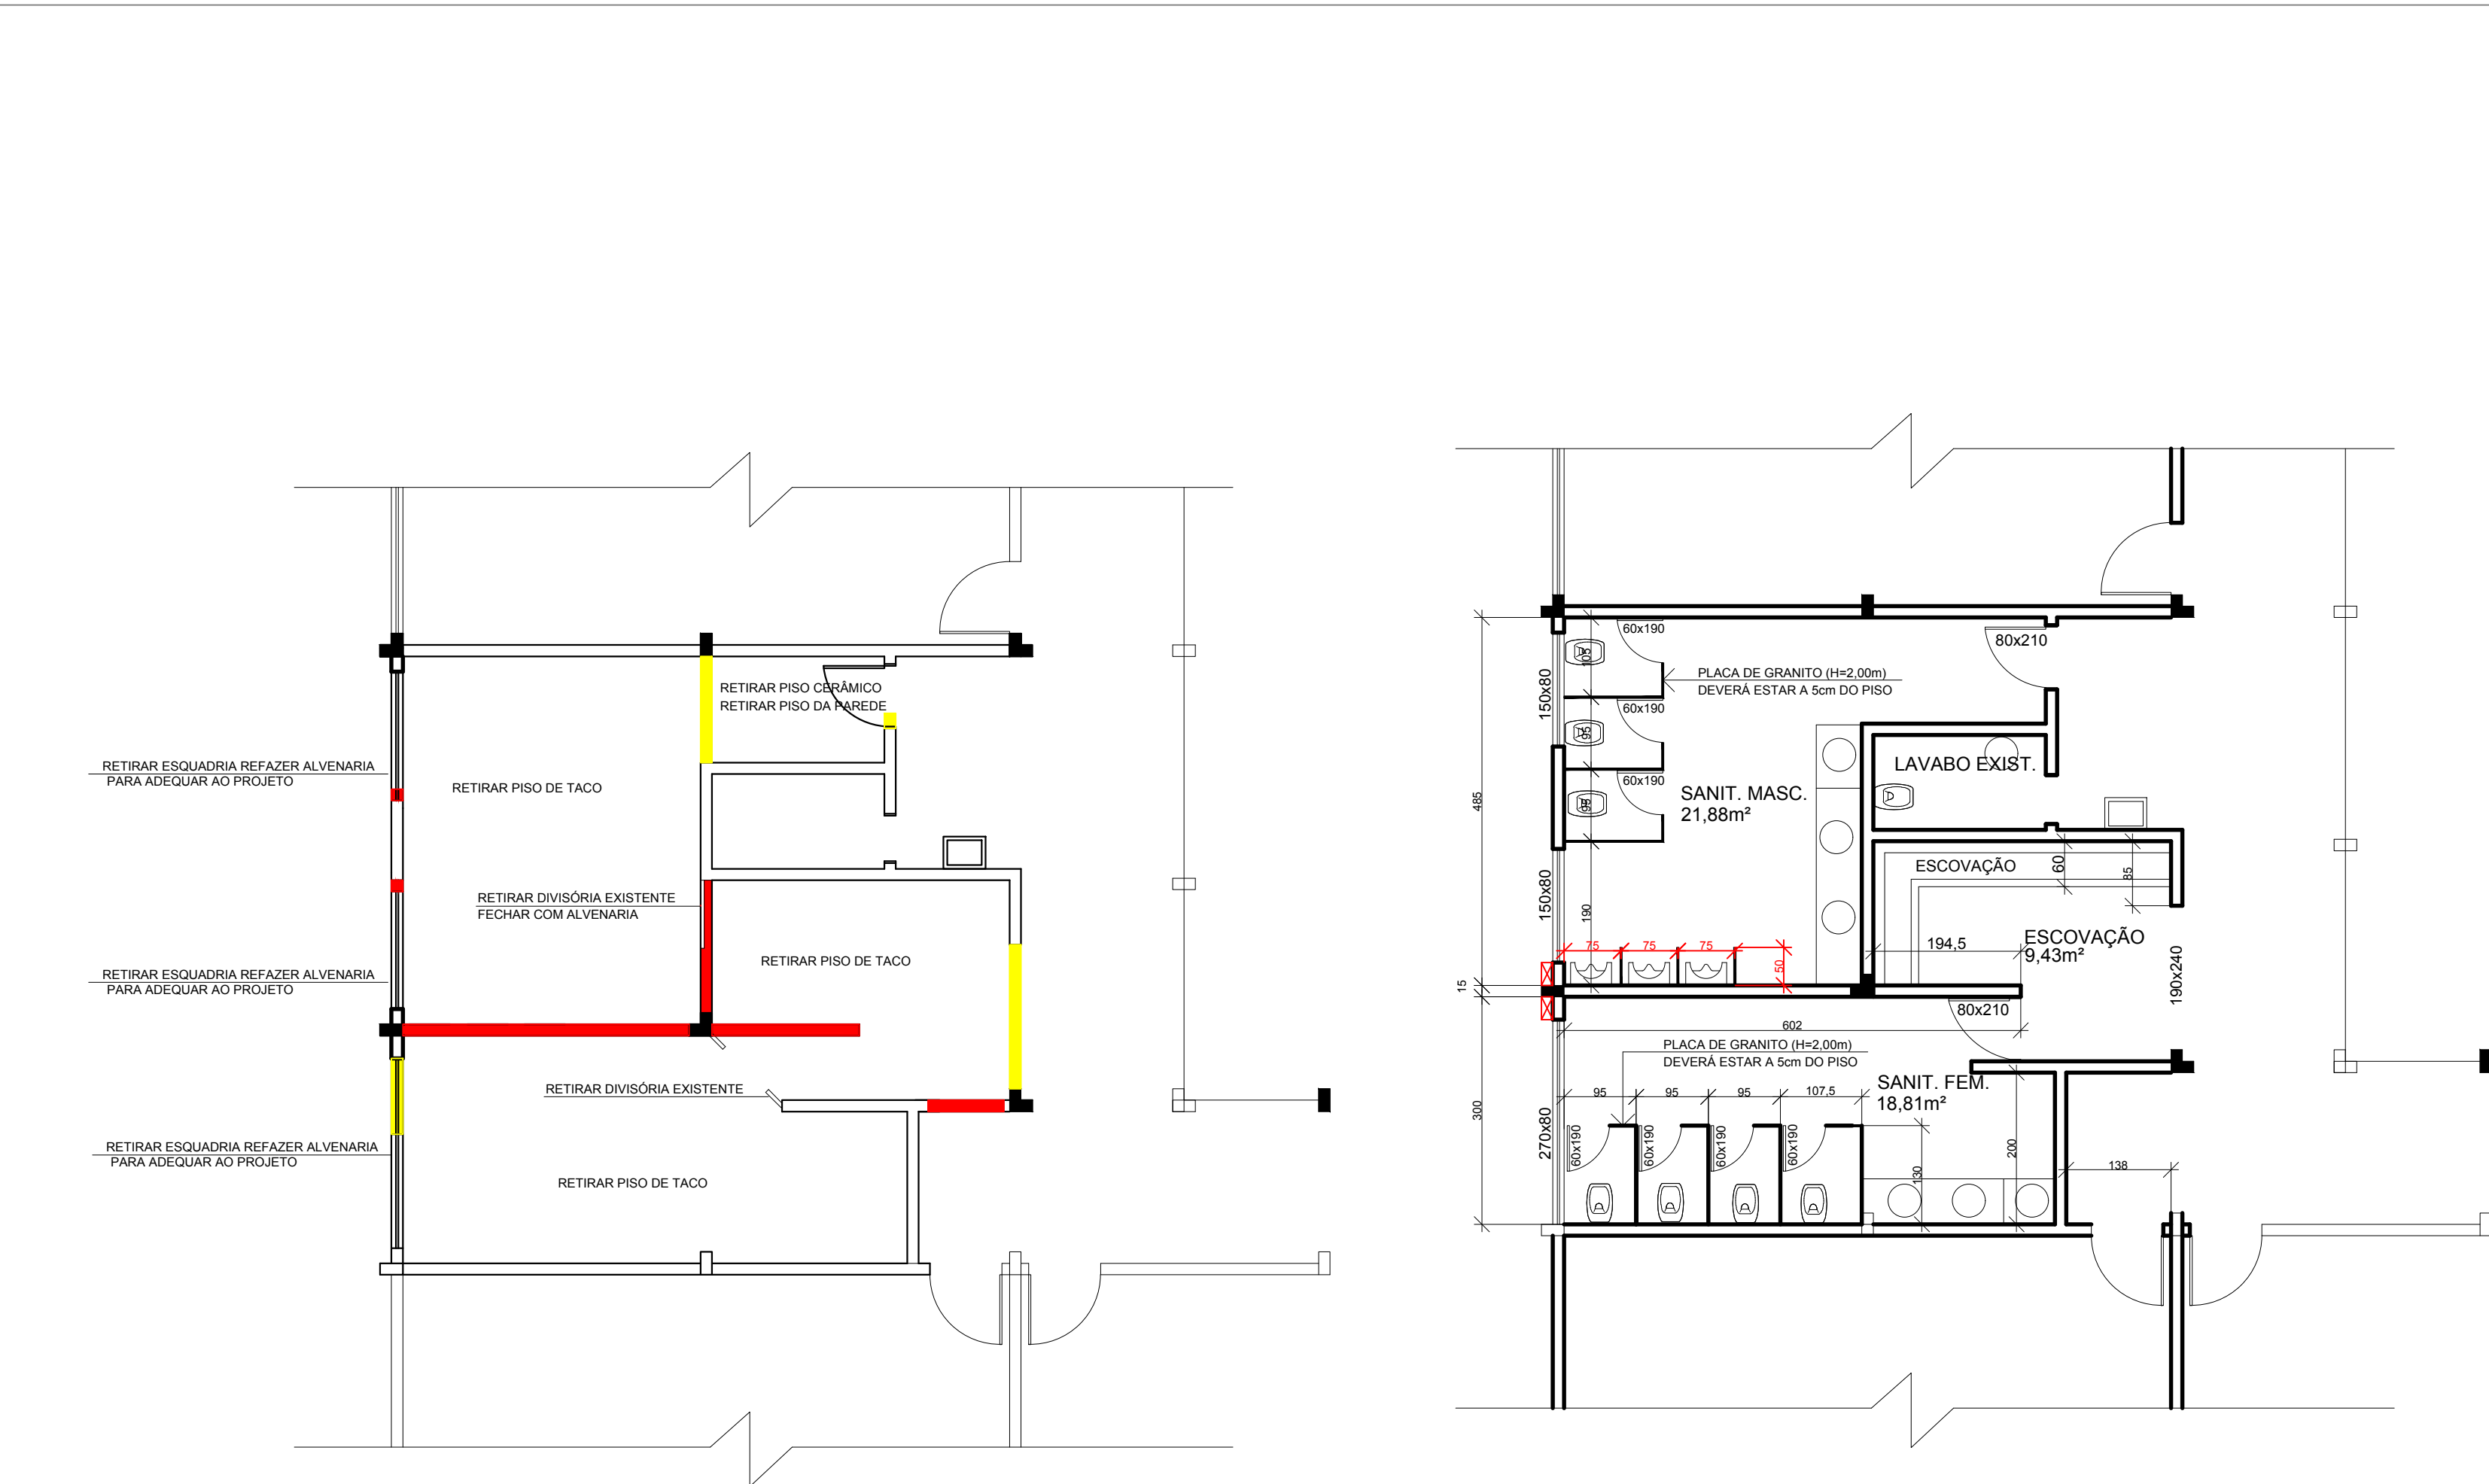 RETIRAR PISO CERÂMICO
RETIRAR PISO DA PAREDE
RETIRAR ESQUADRIA REFAZER ALVENARIA
PARA ADEQUAR AO PROJETO
RETIRAR PISO DE TACO
RETIRAR DIVISÓRIA EXISTENTE
FECHAR COM ALVENARIA
RETIRAR PISO DE TACO
RETIRAR ESQUADRIA REFAZER ALVENARIA
PARA ADEQUAR AO PROJETO
RETIRAR DIVISÓRIA EXISTENTE
RETIRAR ESQUADRIA REFAZER ALVENARIA
PARA ADEQUAR AO PROJETO
RETIRAR PISO DE TACO
60x190
80x210
105
PLACA DE GRANITO (H=2,00m)
DEVERÁ ESTAR A 5cm DO PISO
150x80
60x190
95
60x190
95
LAVABO EXIST.
SANIT. MASC.
21,88m²
485
ESCOVAÇÃO
60
85
150x80
190
75
75
75
50
194,5
ESCOVAÇÃO
9,43m²
190x240
15
80x210
602
PLACA DE GRANITO (H=2,00m)
DEVERÁ ESTAR A 5cm DO PISO
SANIT. FEM.
18,81m²
95
95
95
107,5
300
270x80
60x190
60x190
60x190
60x190
130
200
138